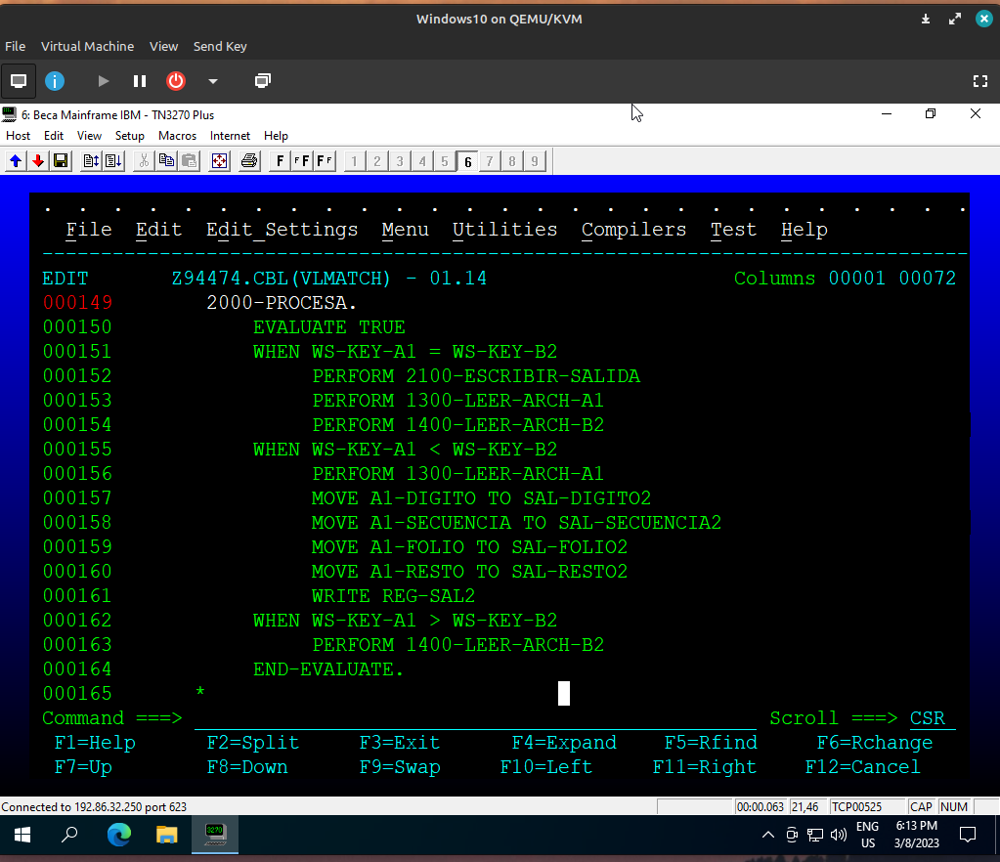 Windows10 on QEMU/KVM
File Virtual Machine View Send Key
6: Beca Mainframe IBM - TN3270 Plus
Host Edit View Setup Macros Internet Help
F FF FF 1 2 3 4 5 6 7 8 9
. . . . . . . . . . . . . . . . . . . . . . . . . . .
File Edit Edit_Settings Menu Utilities Compilers Test Help
-------------------------------------------------------------------------------
EDIT Z94474.CBL(VLMATCH) - 01.14 Columns 00001 00072
000149 2000-PROCESA.
000150 EVALUATE TRUE
000151 WHEN WS-KEY-A1 = WS-KEY-B2
000152 PERFORM 2100-ESCRIBIR-SALIDA
000153 PERFORM 1300-LEER-ARCH-A1
000154 PERFORM 1400-LEER-ARCH-B2
000155 WHEN WS-KEY-A1 < WS-KEY-B2
000156 PERFORM 1300-LEER-ARCH-A1
000157 MOVE A1-DIGITO TO SAL-DIGITO2
000158 MOVE A1-SECUENCIA TO SAL-SECUENCIA2
000159 MOVE A1-FOLIO TO SAL-FOLIO2
000160 MOVE A1-RESTO TO SAL-RESTO2
000161 WRITE REG-SAL2
000162 WHEN WS-KEY-A1 > WS-KEY-B2
000163 PERFORM 1400-LEER-ARCH-B2
000164 END-EVALUATE.
000165 *
Command ===> Scroll ===> CSR
F1=Help F2=Split F3=Exit F4=Expand F5=Rfind F6=Rchange
F7=Up F8=Down F9=Swap F10=Left F11=Right F12=Cancel
Connected to 192.86.32.250 port 623 00:00.063 21,46 TCP00525 CAP NUM
3270 ENG 6:13 PM
US 3/8/2023